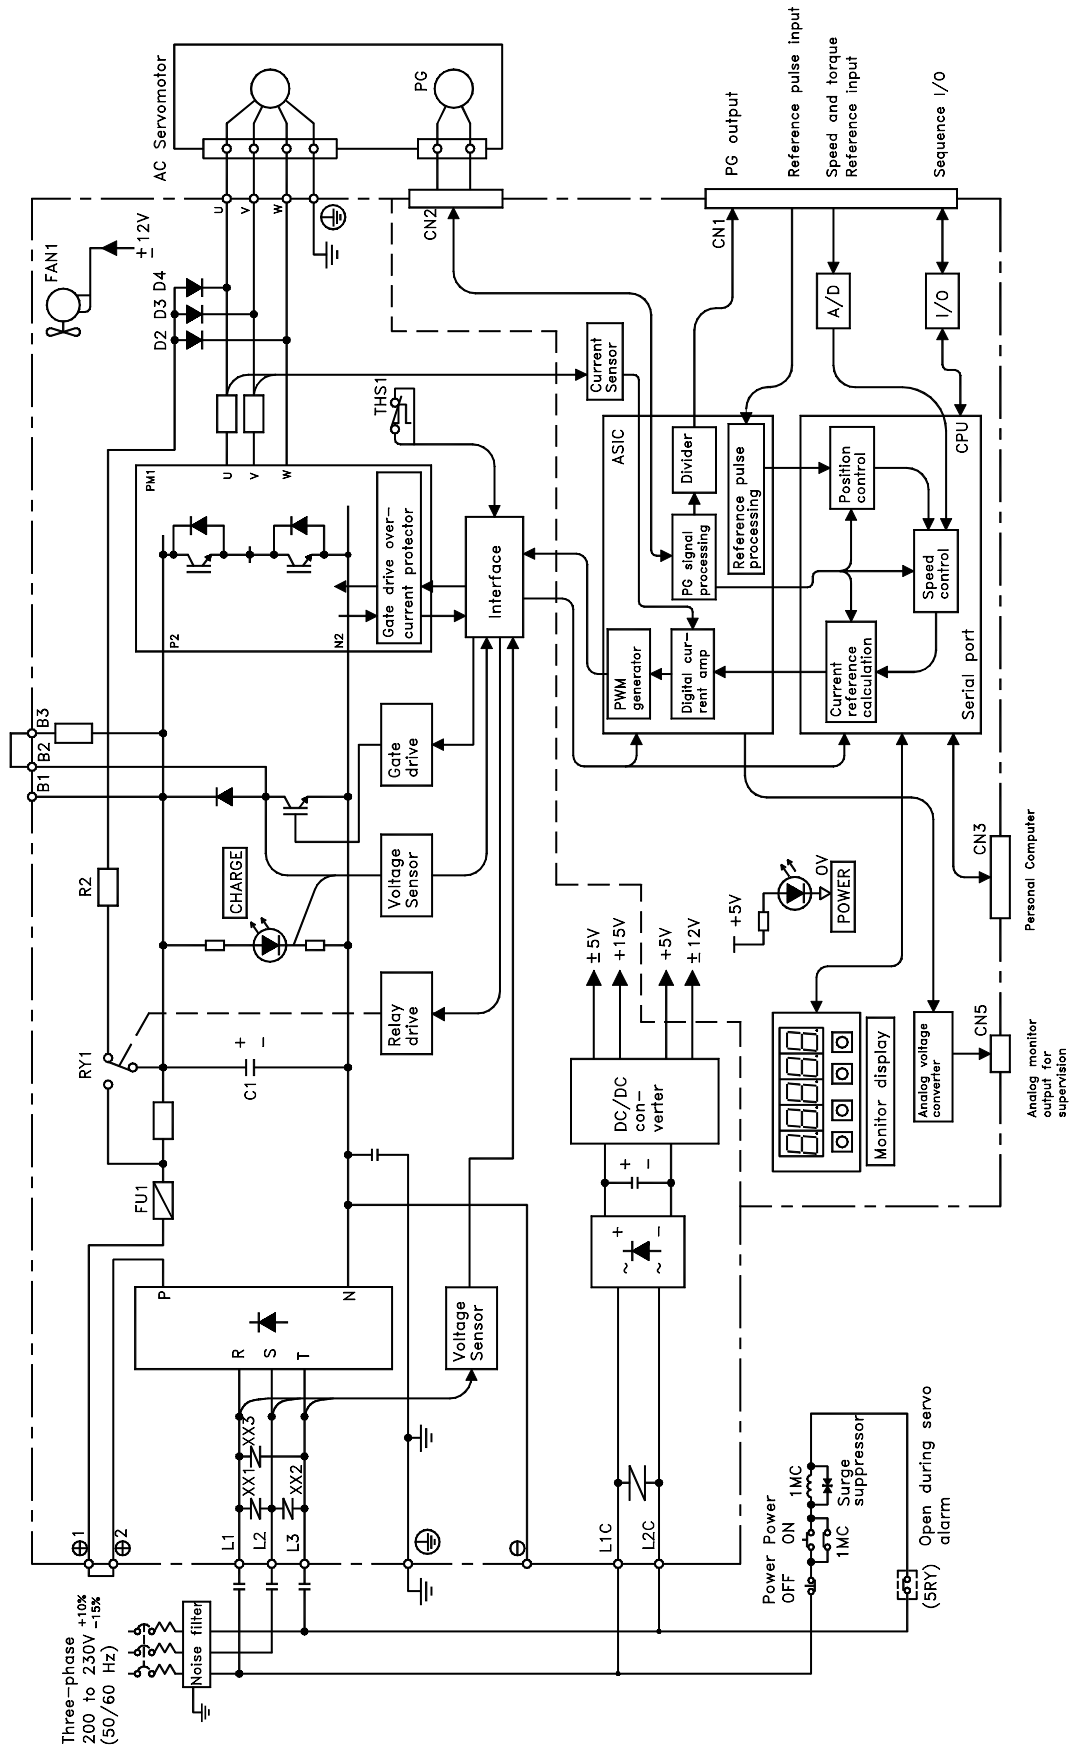 Three-phase
200 to 230V +10%
-15%
(50/60 Hz)
Noise filter
1
2
L1
L2
L3
XX1
XX3
XX2
R
S
T
P
N
Voltage
Sensor
FU1
RY1
R2
C1
+
−
CHARGE
Relay
drive
Voltage
Sensor
Gate
drive
B1
B2
B3
P2
N2
PM1
Gate drive over-
current protector
Interface
U
V
W
THS1
D2
D3
D4
FAN1
±12V
U
V
W
AC Servomotor
PG
CN2
Current
Sensor
ASIC
PWM
generator
Digital cur-
rent amp
PG signal
processing
Divider
Reference pulse
processing
CPU
Position
control
Speed
control
Current
reference
calculation
Serial port
A/D
I/O
CN1
PG output
Reference pulse input
Speed and torque
Reference input
Sequence I/O
L1C
L2C
+
−
~
~
+
−
DC/DC
con-
verter
±5V
+15V
+5V
±12V
+5V
0V
POWER
Monitor display
Analog voltage
converter
CN5
Analog monitor
output for
supervision
CN3
Personal Computer
Power
OFF
Power
ON
1MC
1MC
Surge
suppressor
(5RY)
Open during servo
alarm